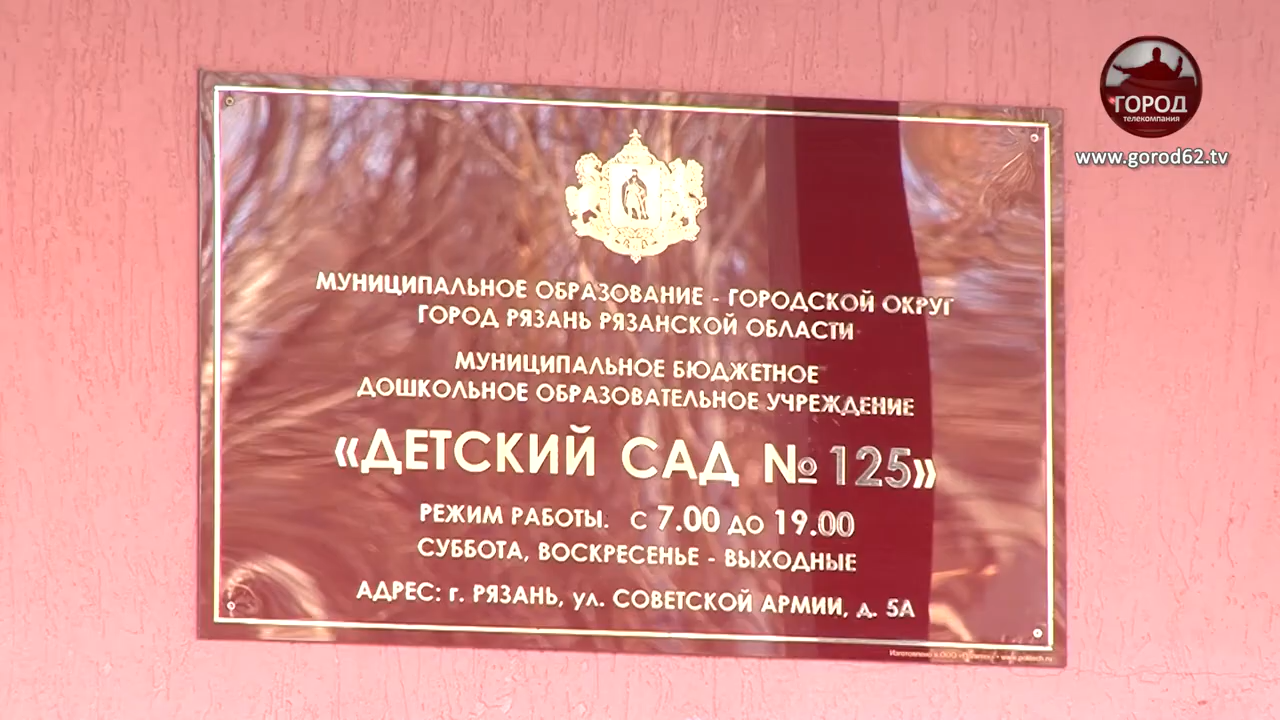 ГОРОД
телекомпания
www.gorod62.tv
МУНИЦИПАЛЬНОЕ ОБРАЗОВАНИЕ - ГОРОДСКОЙ ОКРУГ
ГОРОД РЯЗАНЬ РЯЗАНСКОЙ ОБЛАСТИ
МУНИЦИПАЛЬНОЕ БЮДЖЕТНОЕ
ДОШКОЛЬНОЕ ОБРАЗОВАТЕЛЬНОЕ УЧРЕЖДЕНИЕ
«ДЕТСКИЙ САД № 125»
РЕЖИМ РАБОТЫ: С 7.00 ДО 19.00
СУББОТА, ВОСКРЕСЕНЬЕ - ВЫХОДНЫЕ
АДРЕС: г. РЯЗАНЬ, ул. СОВЕТСКОЙ АРМИИ, д. 5А
Изготовлено в ООО